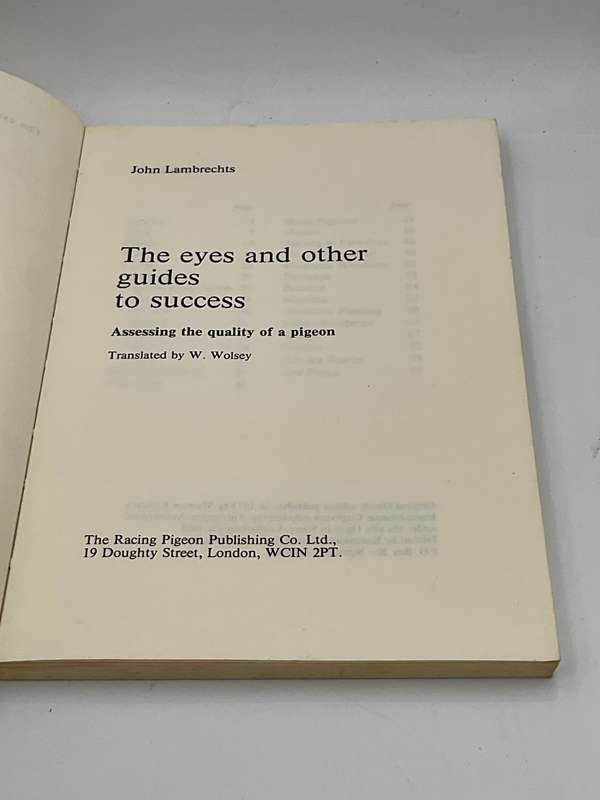 John Lambrechts
The eyes and other
guides
to success
Assessing the quality of a pigeon
Translated by W. Wolsey
The Racing Pigeon Publishing Co. Ltd.,
19 Doughty Street, London, WCIN 2PT.